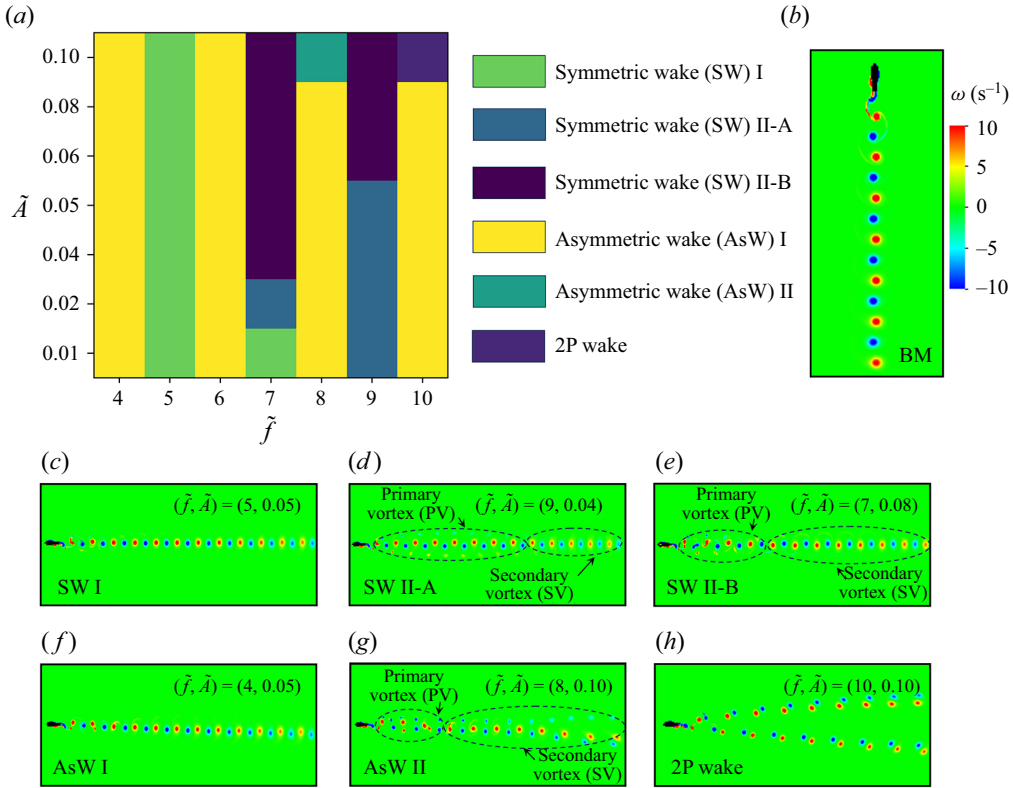 (a)
0.10
0.08
0.06
0.05
0.04
0.02
0.01
Ã
4 5 6 7 8 9 10
f̃
Symmetric wake (SW) I
Symmetric wake (SW) II-A
Symmetric wake (SW) II-B
Asymmetric wake (AsW) I
Asymmetric wake (AsW) II
2P wake
(b)
ω (s⁻¹)
10
5
0
−5
−10
BM
(c)
(f̃, Ã) = (5, 0.05)
SW I
(d)
Primary
vortex (PV)
(f̃, Ã) = (9, 0.04)
Secondary
vortex (SV)
SW II-A
(e)
Primary
vortex (PV)
(f̃, Ã) = (7, 0.08)
Secondary
vortex (SV)
SW II-B
(f)
(f̃, Ã) = (4, 0.05)
AsW I
(g)
Primary
vortex (PV)
(f̃, Ã) = (8, 0.10)
Secondary
vortex (SV)
AsW II
(h)
(f̃, Ã) = (10, 0.10)
2P wake